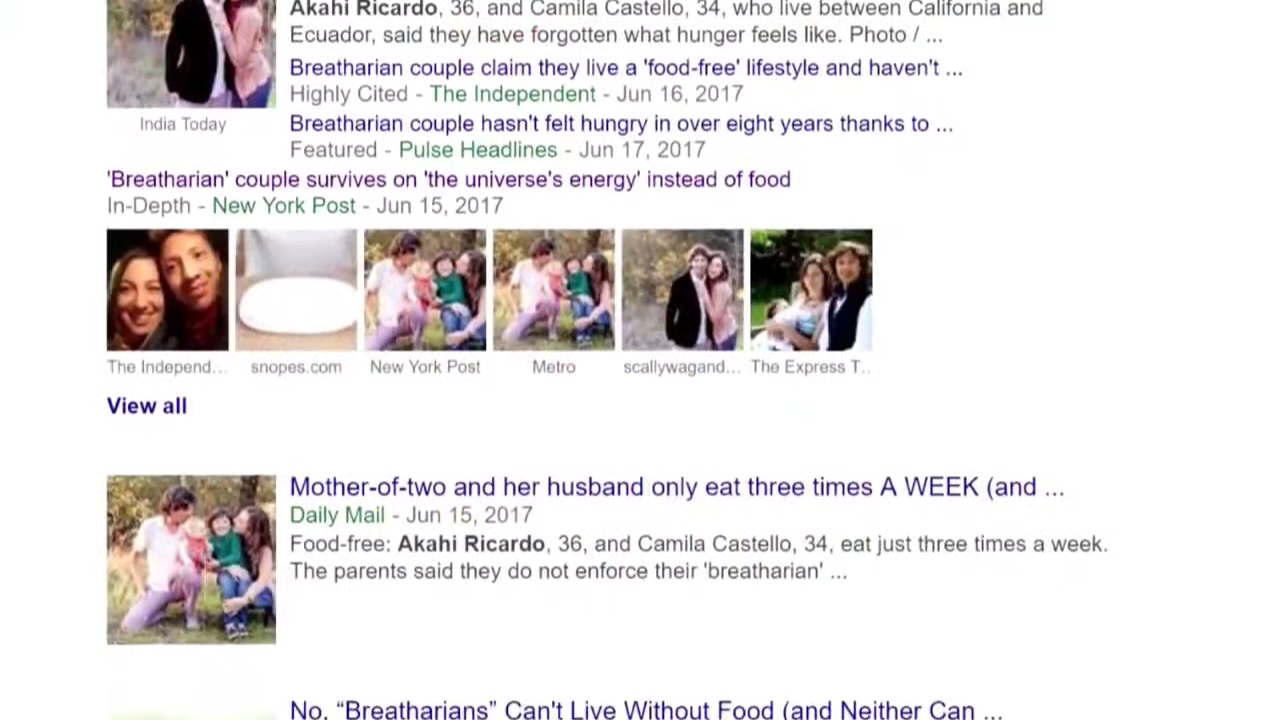 Akahi Ricardo, 36, and Camila Castello, 34, who live between California and
Ecuador, said they have forgotten what hunger feels like. Photo / ...
Breatharian couple claim they live a 'food-free' lifestyle and haven't ...
Highly Cited - The Independent - Jun 16, 2017
India Today
Breatharian couple hasn't felt hungry in over eight years thanks to ...
Featured - Pulse Headlines - Jun 17, 2017
'Breatharian' couple survives on 'the universe's energy' instead of food
In-Depth - New York Post - Jun 15, 2017
The Independ... snopes.com New York Post Metro scallywagand... The Express T...
View all
Mother-of-two and her husband only eat three times A WEEK (and ...
Daily Mail - Jun 15, 2017
Food-free: Akahi Ricardo, 36, and Camila Castello, 34, eat just three times a week.
The parents said they do not enforce their 'breatharian' ...
No, “Breatharians” Can't Live Without Food (and Neither Can ...